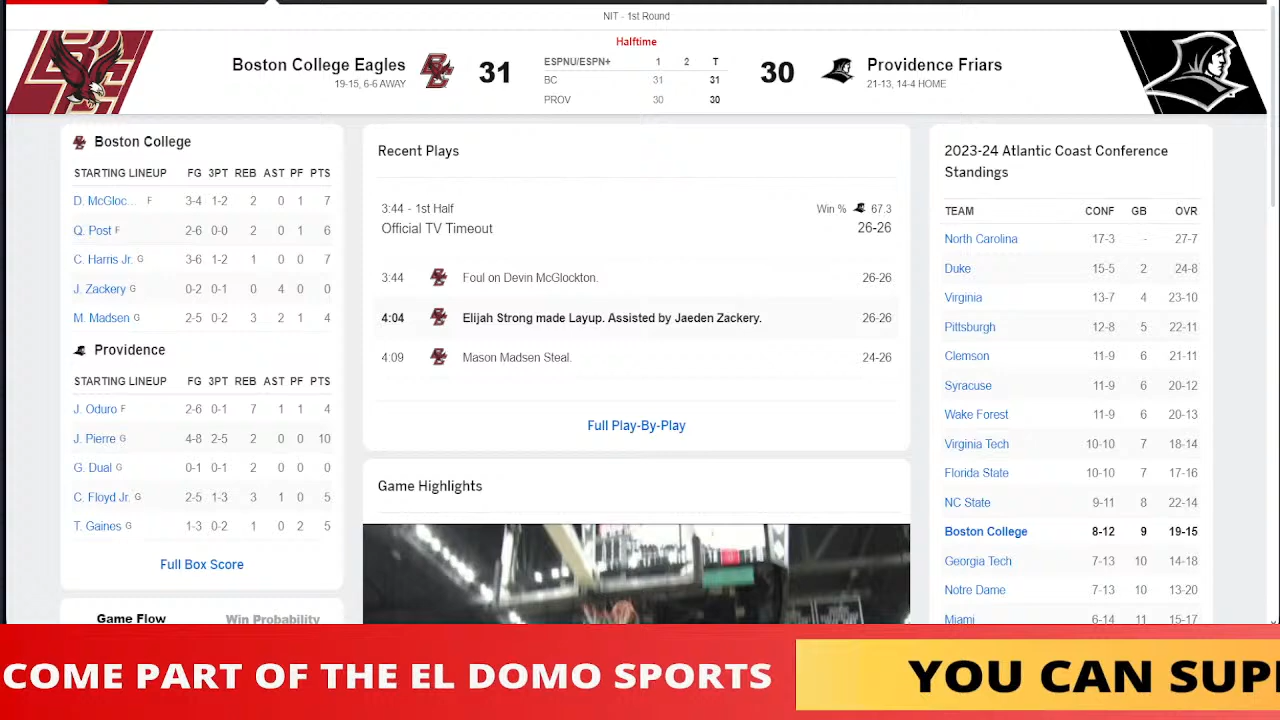 NIT - 1st Round
Halftime
Boston College Eagles
19-15, 6-6 AWAY
31
ESPNU/ESPN+ 1 2 T
BC 31 31
PROV 30 30
30
Providence Friars
21-13, 14-4 HOME
Boston College
STARTING LINEUP FG 3PT REB AST PF PTS
D. McGloc... F 3-4 1-2 2 0 1 7
Q. Post F 2-6 0-0 2 0 1 6
C. Harris Jr. G 3-6 1-2 1 0 0 7
J. Zackery G 0-2 0-1 0 4 0 0
M. Madsen G 2-5 0-2 3 2 1 4
Providence
STARTING LINEUP FG 3PT REB AST PF PTS
J. Oduro F 2-6 0-1 7 1 1 4
J. Pierre G 4-8 2-5 2 0 0 10
G. Dual G 0-1 0-1 2 0 0 0
C. Floyd Jr. G 2-5 1-3 3 1 0 5
T. Gaines G 1-3 0-2 1 0 2 5
Full Box Score
Game Flow Win Probability
Recent Plays
3:44 - 1st Half Win % 67.3
Official TV Timeout 26-26
3:44 Foul on Devin McGlockton. 26-26
4:04 Elijah Strong made Layup. Assisted by Jaeden Zackery. 26-26
4:09 Mason Madsen Steal. 24-26
Full Play-By-Play
Game Highlights
2023-24 Atlantic Coast Conference
Standings
TEAM CONF GB OVR
North Carolina 17-3 - 27-7
Duke 15-5 2 24-8
Virginia 13-7 4 23-10
Pittsburgh 12-8 5 22-11
Clemson 11-9 6 21-11
Syracuse 11-9 6 20-12
Wake Forest 11-9 6 20-13
Virginia Tech 10-10 7 18-14
Florida State 10-10 7 17-16
NC State 9-11 8 22-14
Boston College 8-12 9 19-15
Georgia Tech 7-13 10 14-18
Notre Dame 7-13 10 13-20
Miami 6-14 11 15-17
COME PART OF THE EL DOMO SPORTS
YOU CAN SUP